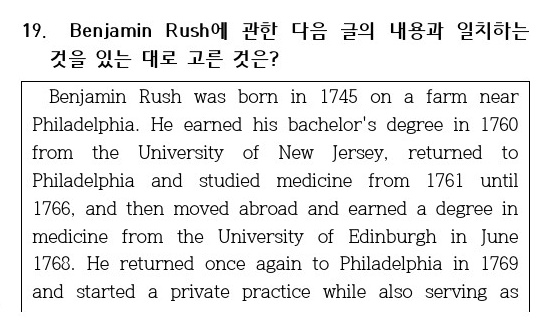 19. Benjamin Rush에 관한 다음 글의 내용과 일치하는
것을 있는 대로 고른 것은?
Benjamin Rush was born in 1745 on a farm near
Philadelphia. He earned his bachelor's degree in 1760
from the University of New Jersey, returned to
Philadelphia and studied medicine from 1761 until
1766, and then moved abroad and earned a degree in
medicine from the University of Edinburgh in June
1768. He returned once again to Philadelphia in 1769
and started a private practice while also serving as